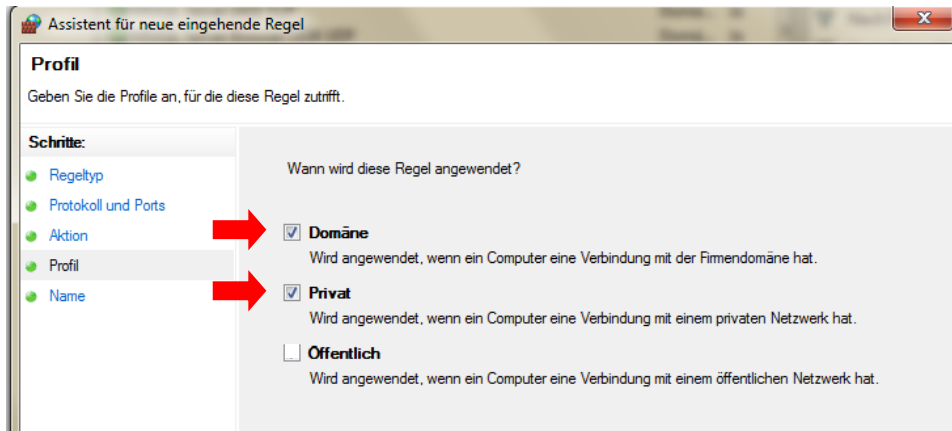 Assistent für neue eingehende Regel
Profil
Geben Sie die Profile an, für die diese Regel zutrifft.
Schritte:
Regeltyp
Protokoll und Ports
Aktion
Profil
Name
Wann wird diese Regel angewendet?
Domäne
Wird angewendet, wenn ein Computer eine Verbindung mit der Firmendomäne hat.
Privat
Wird angewendet, wenn ein Computer eine Verbindung mit einem privaten Netzwerk hat.
Öffentlich
Wird angewendet, wenn ein Computer eine Verbindung mit einem öffentlichen Netzwerk hat.